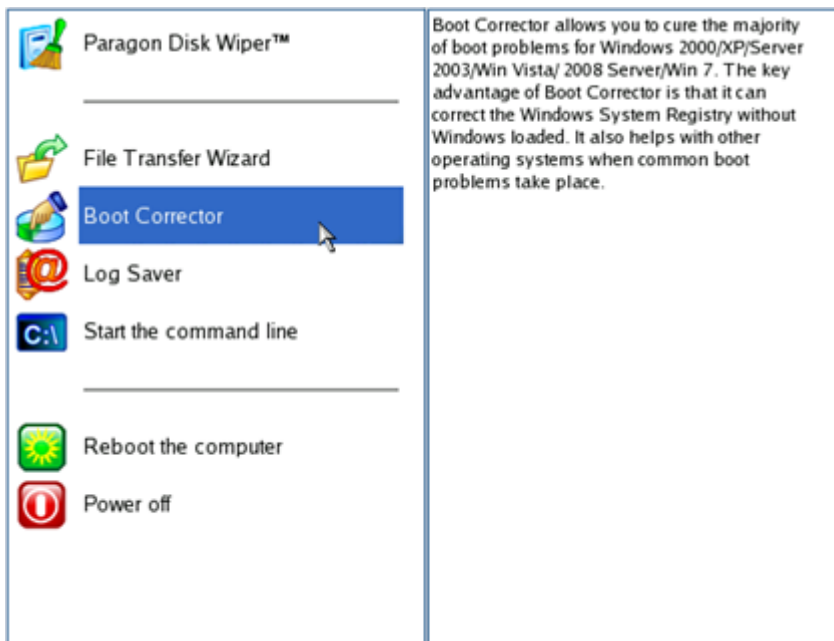 Paragon Disk Wiper™
File Transfer Wizard
Boot Corrector
Log Saver
C:\
Start the command line
Reboot the computer
Power off
Boot Corrector allows you to cure the majority
of boot problems for Windows 2000/XP/Server
2003/Win Vista/ 2008 Server/Win 7. The key
advantage of Boot Corrector is that it can
correct the Windows System Registry without
Windows loaded. It also helps with other
operating systems when common boot
problems take place.